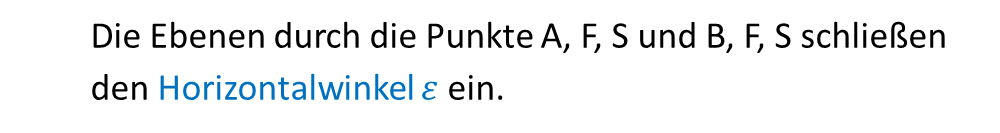 Die Ebenen durch die Punkte A, F, S und B, F, S schließen
den Horizontalwinkel ε ein.